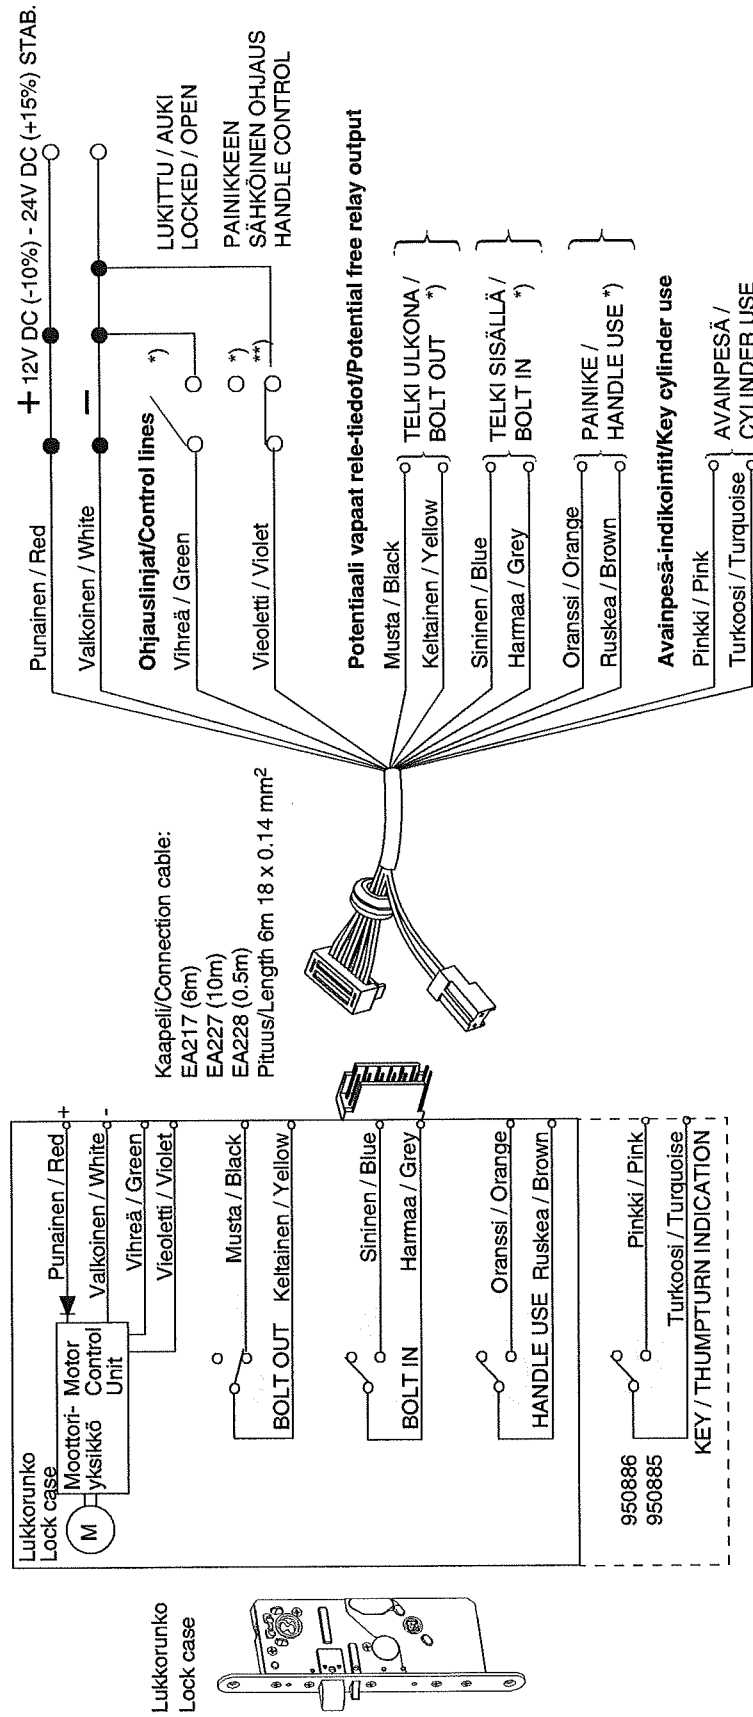 Lukkorunko
Lock case
Lukkorunko
Lock case
M
Moottori-
yksikkö
Motor
Control
Unit
Punainen / Red +
Valkoinen / White -
Vihreä / Green
Vieoletti / Violet
Musta / Black
BOLT OUT Keltainen / Yellow
Sininen / Blue
BOLT IN Harmaa / Grey
Oranssi / Orange
HANDLE USE Ruskea / Brown
950886
950885
Pinkki / Pink
Turkoosi / Turquoise
KEY / THUMPTURN INDICATION
Kaapeli/Connection cable:
EA217 (6m)
EA227 (10m)
EA228 (0.5m)
Pituus/Length 6m 18 x 0.14 mm²
Punainen / Red
+ 12V DC (-10%) - 24V DC (+15%) STAB.
Valkoinen / White
−
Ohjauslinjat/Control lines
Vihreä / Green
*)
LUKITTU / AUKI
LOCKED / OPEN
Vieoletti / Violet
*)
**)
PAINIKKEEN
SÄHKÖINEN OHJAUS
HANDLE CONTROL
Potentiaali vapaat rele-tiedot/Potential free relay output
Musta / Black
Keltainen / Yellow
TELKI ULKONA /
BOLT OUT *)
Sininen / Blue
Harmaa / Grey
TELKI SISÄLLÄ /
BOLT IN *)
Oranssi / Orange
Ruskea / Brown
PAINIKE /
HANDLE USE *)
Avainpesä-indikointit/Key cylinder use
Pinkki / Pink
Turkoosi / Turquoise
AVAINPESÄ /
CYLINDER USE